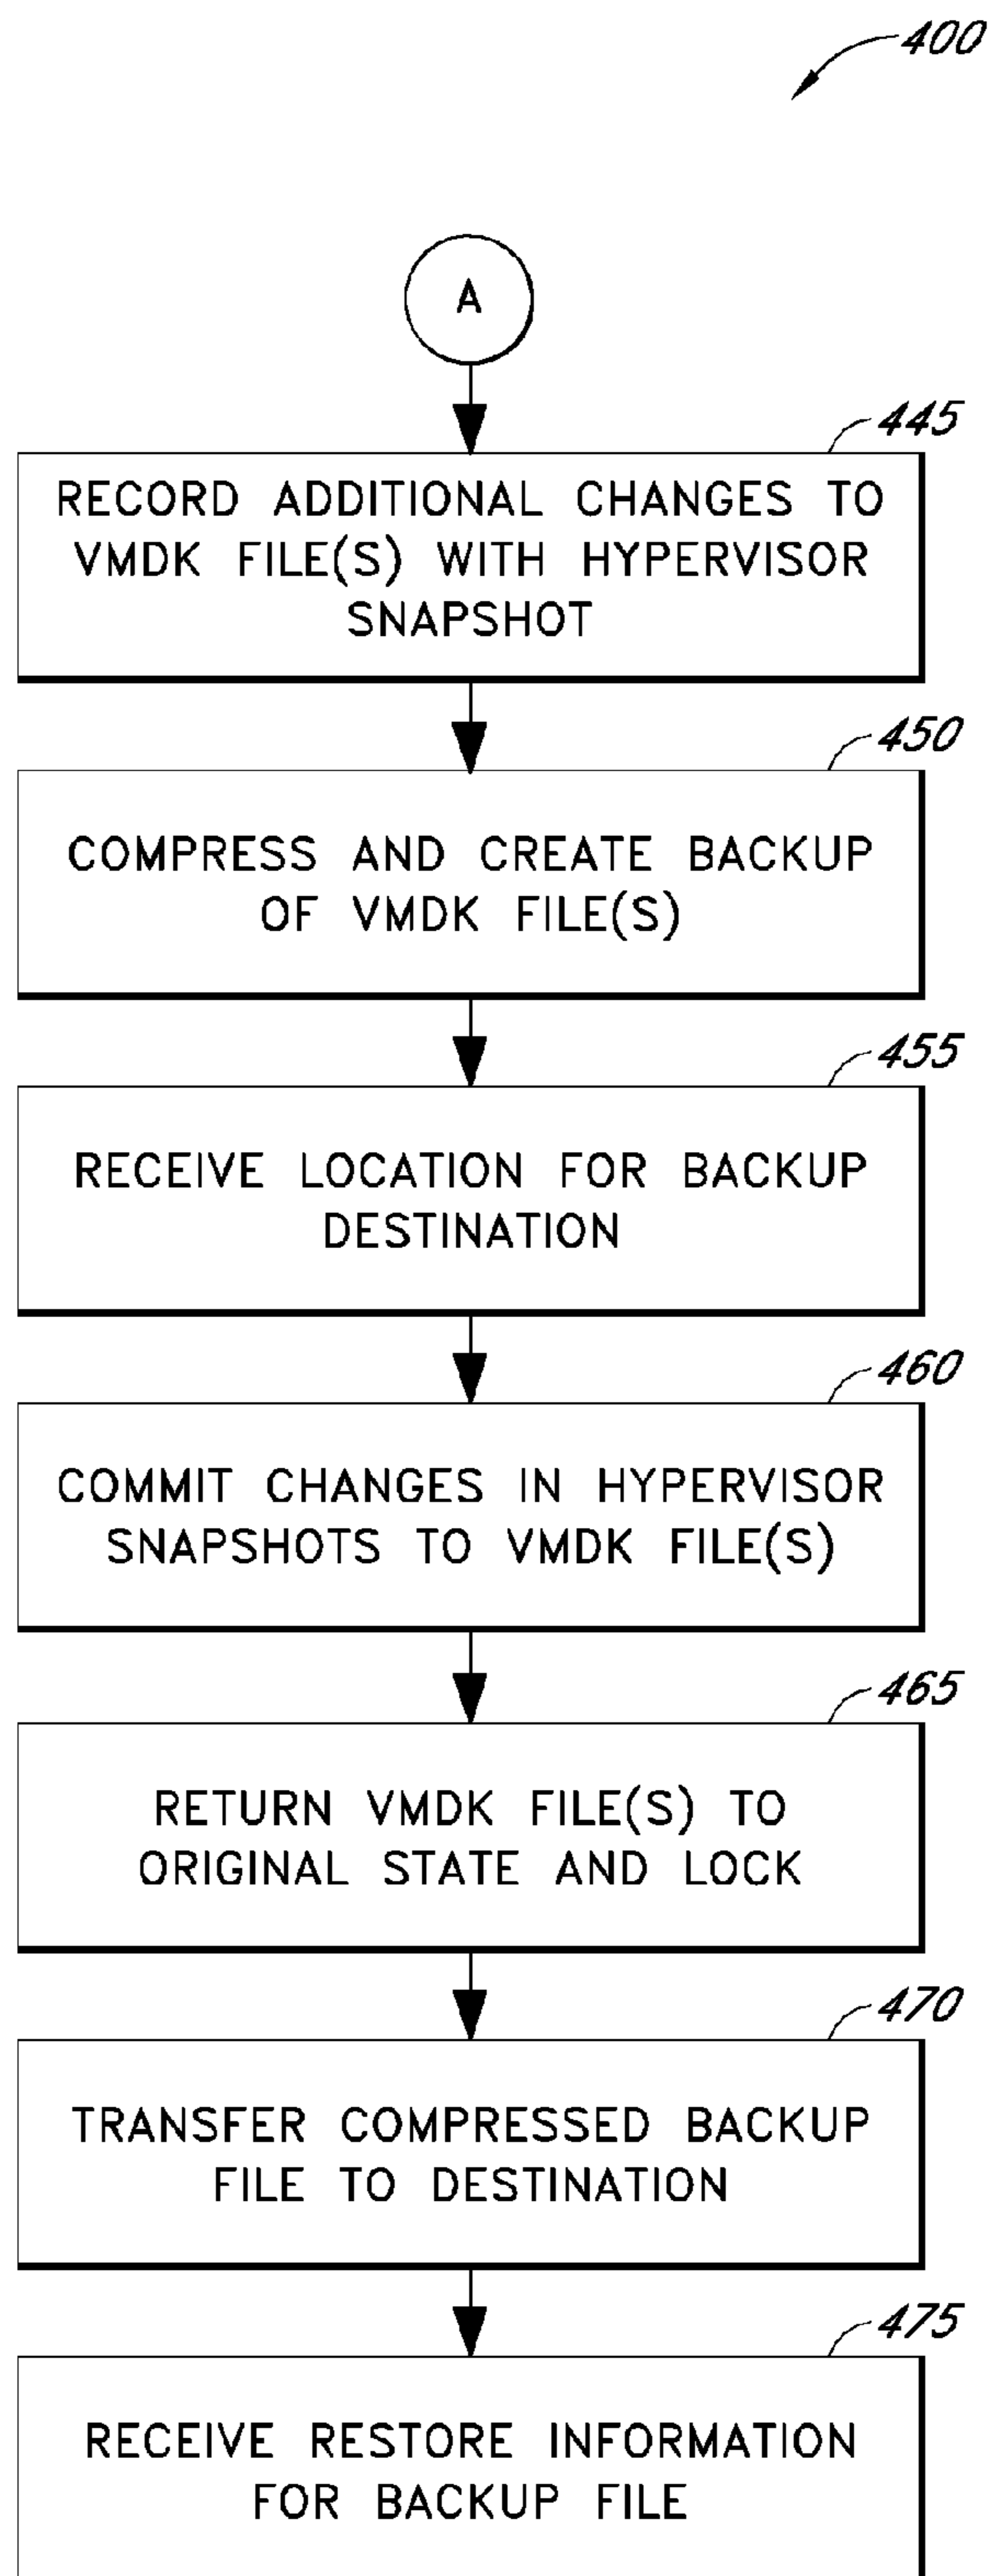 400
A
445
RECORD ADDITIONAL CHANGES TO
VMDK FILE(S) WITH HYPERVISOR
SNAPSHOT
450
COMPRESS AND CREATE BACKUP
OF VMDK FILE(S)
455
RECEIVE LOCATION FOR BACKUP
DESTINATION
460
COMMIT CHANGES IN HYPERVISOR
SNAPSHOTS TO VMDK FILE(S)
465
RETURN VMDK FILE(S) TO
ORIGINAL STATE AND LOCK
470
TRANSFER COMPRESSED BACKUP
FILE TO DESTINATION
475
RECEIVE RESTORE INFORMATION
FOR BACKUP FILE